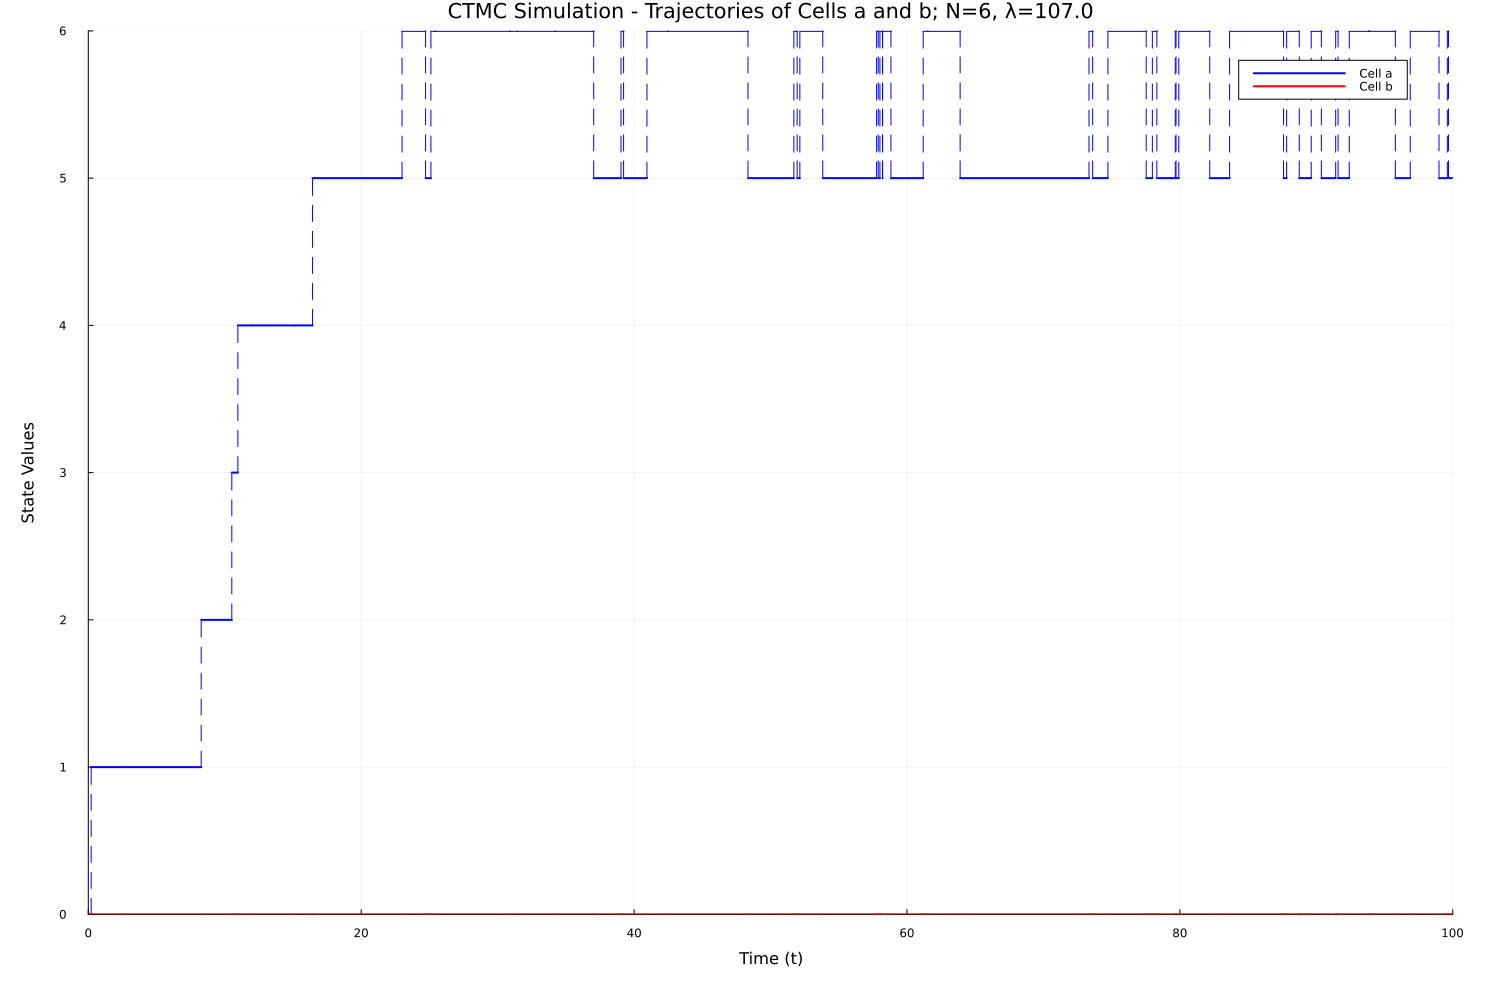 CTMC Simulation - Trajectories of Cells a and b; N=6, λ=107.0
6
Cell a
Cell b
5
4
State Values
3
2
1
0
0 20 40 60 80 100
Time (t)